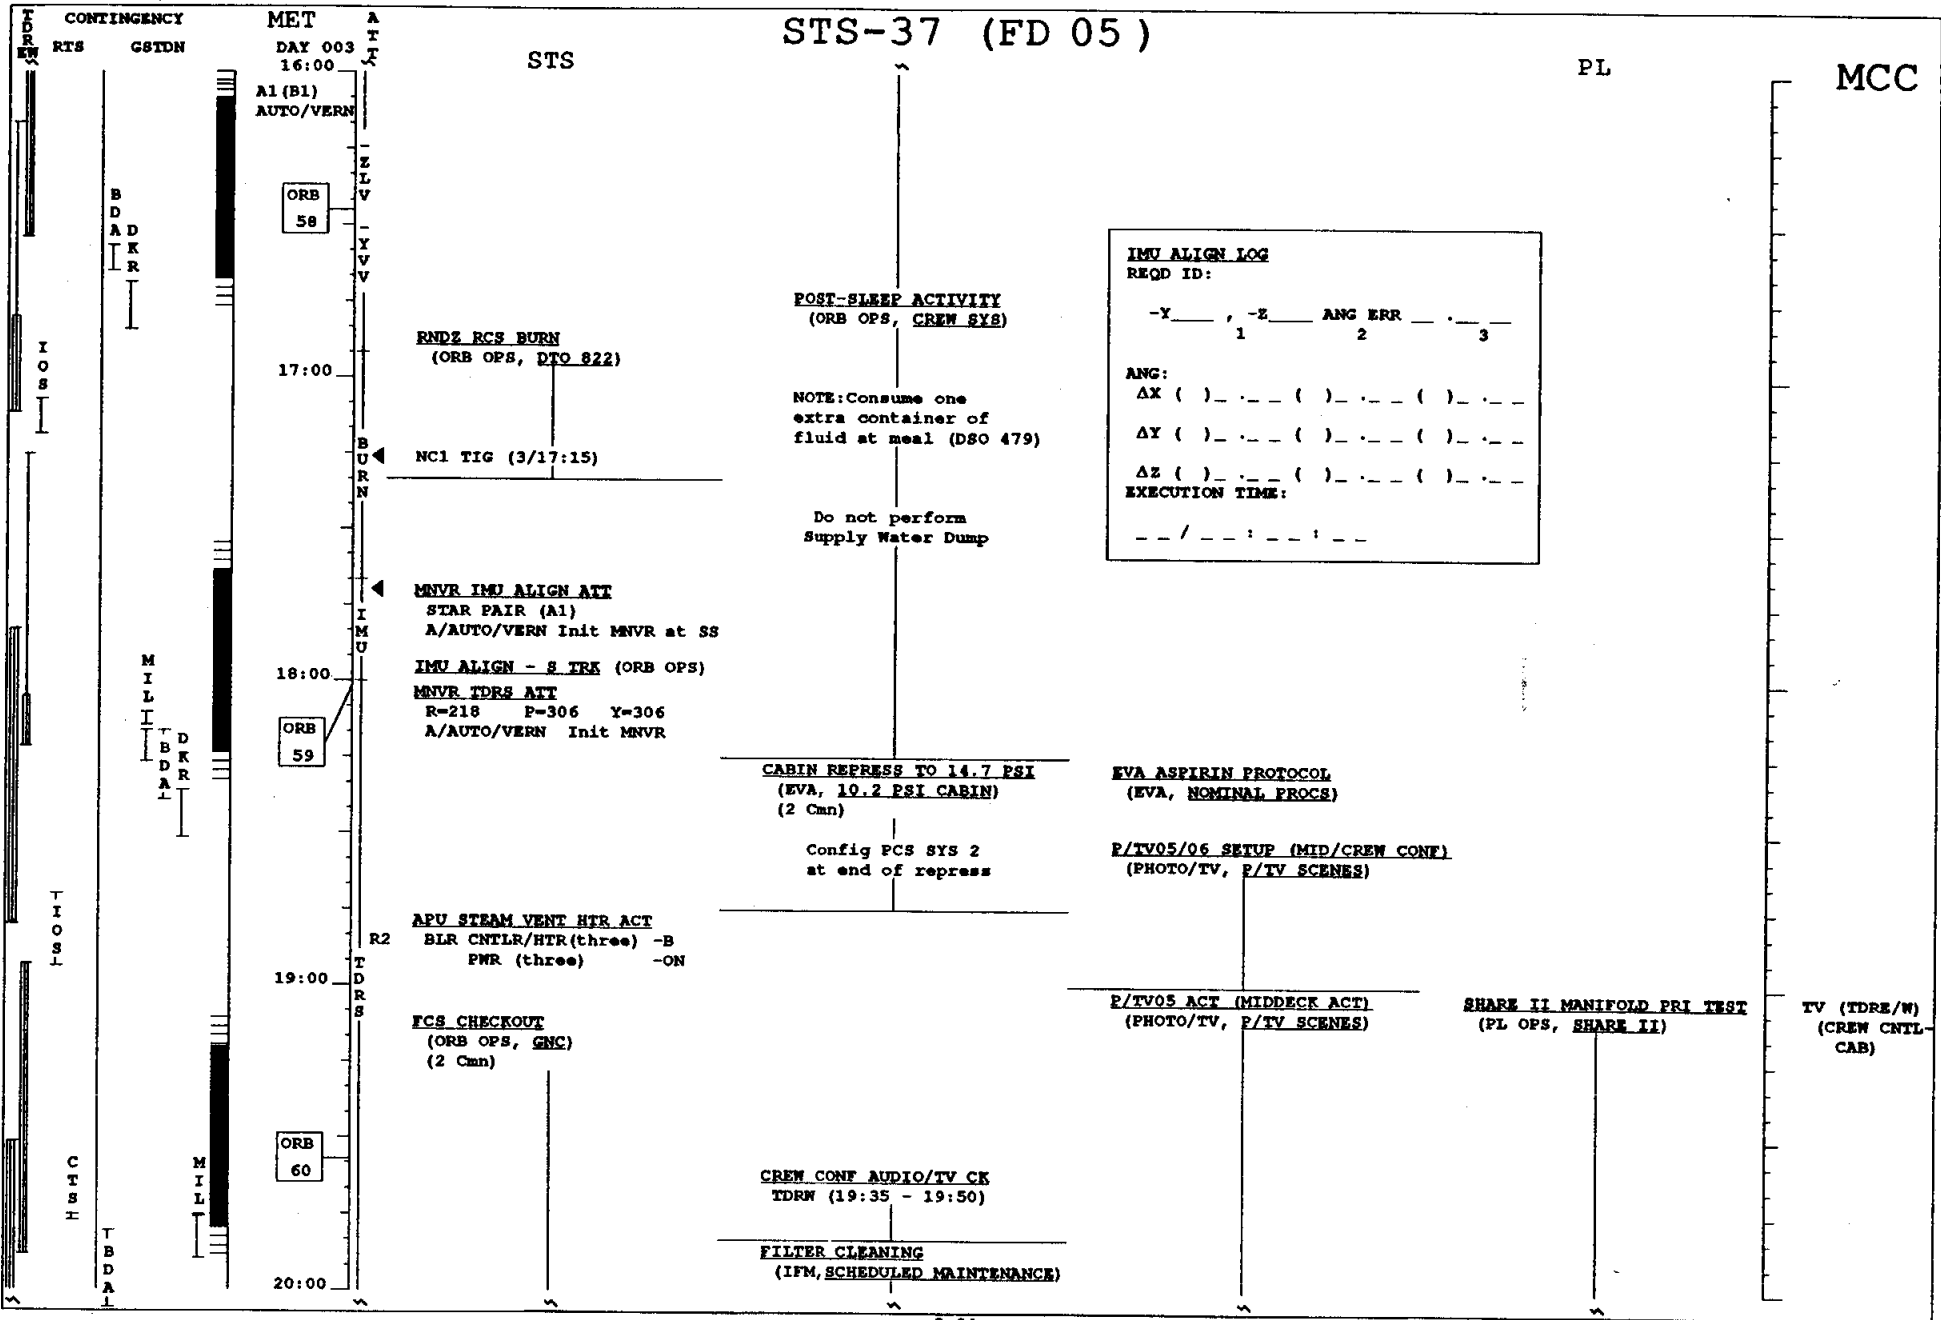 STS-37 (FD 05 )
TDR
EW
CONTINGENCY
RTS GSTDN
MET
DAY 003
ATT
STS
PL
MCC
16:00
A1(B1)
AUTO/VERN
-ZLV
-YVV
BDA
DKR
ORB
58
POST-SLEEP ACTIVITY
(ORB OPS, CREW SYS)
IMU ALIGN LOG
REQD ID:
-Y____ , -Z____ ANG ERR __ .__ __
1 2 3
ANG:
ΔX ( )_ ._ _ ( )_ ._ _ ( )_ ._ _
ΔY ( )_ ._ _ ( )_ ._ _ ( )_ ._ _
ΔZ ( )_ ._ _ ( )_ ._ _ ( )_ ._ _
EXECUTION TIME:
_ _ / _ _ : _ _ : _ _
IOS
RNDZ RCS BURN
(ORB OPS, DTO 822)
17:00
NOTE:Consume one
extra container of
fluid at meal (DSO 479)
BURN
NC1 TIG (3/17:15)
Do not perform
Supply Water Dump
MNVR IMU ALIGN ATT
STAR PAIR (A1)
A/AUTO/VERN Init MNVR at SS
IMU
IMU ALIGN - S TRK (ORB OPS)
18:00
MNVR TDRS ATT
R=218 P=306 Y=306
A/AUTO/VERN Init MNVR
MIL
BDA
DKR
ORB
59
CABIN REPRESS TO 14.7 PSI
(EVA, 10.2 PSI CABIN)
(2 Cmn)
EVA ASPIRIN PROTOCOL
(EVA, NOMINAL PROCS)
Config PCS SYS 2
at end of repress
P/TV05/06 SETUP (MID/CREW CONF)
(PHOTO/TV, P/TV SCENES)
IOS
APU STEAM VENT HTR ACT
R2 BLR CNTLR/HTR(three) -B
PWR (three) -ON
TDRS
19:00
P/TV05 ACT (MIDDECK ACT)
(PHOTO/TV, P/TV SCENES)
SHARE II MANIFOLD PRI TEST
(PL OPS, SHARE II)
TV (TDRE/W)
(CREW CNTL-
CAB)
FCS CHECKOUT
(ORB OPS, GNC)
(2 Cmn)
ORB
60
CTS
MIL
CREW CONF AUDIO/TV CK
TDRW (19:35 - 19:50)
BDA
FILTER CLEANING
(IFM,SCHEDULED MAINTENANCE)
20:00